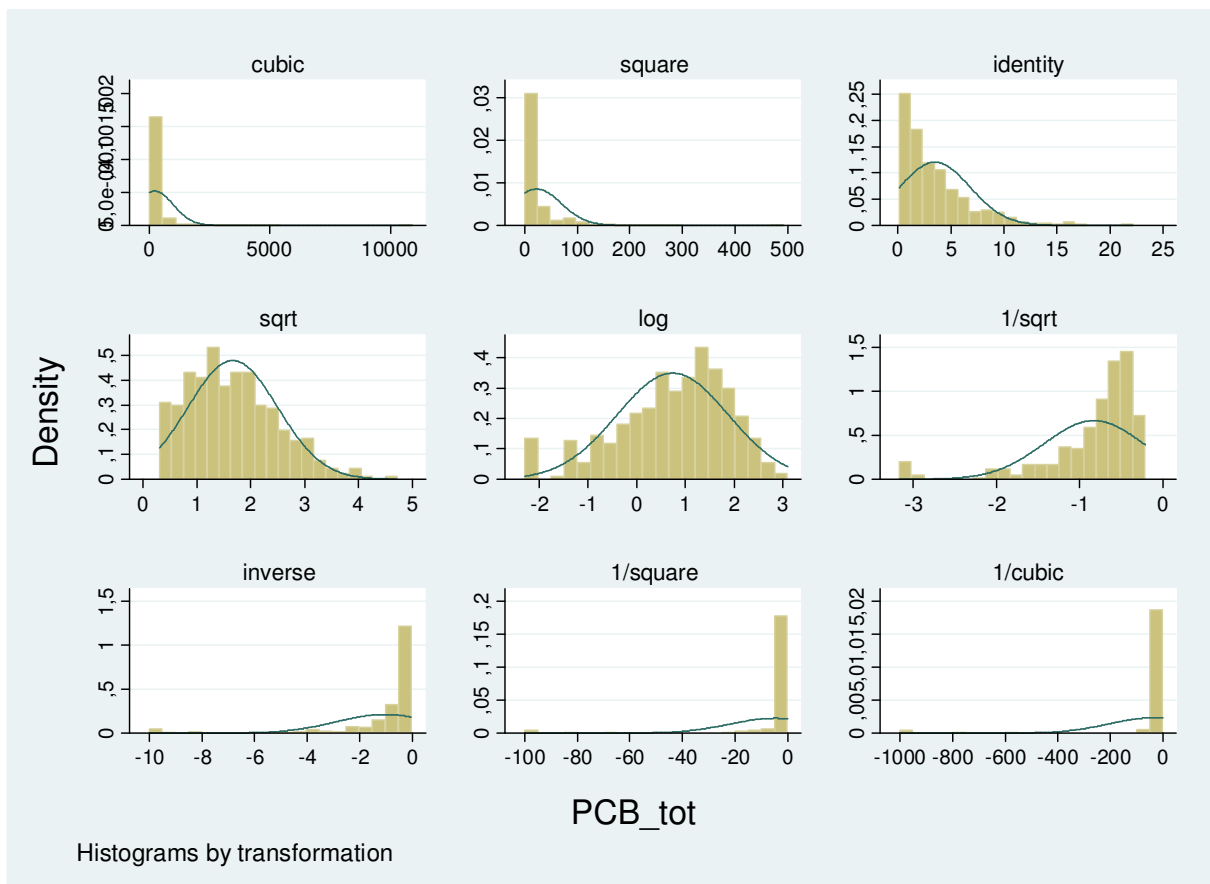 cubic
square
identity
0 5000 10000
0 ,01 ,02 ,03
0 100 200 300 400 500
0 ,05 ,1 ,15 ,2 ,25
0 5 10 15 20 25
sqrt
log
1/sqrt
0 ,1 ,2 ,3 ,4 ,5
0 1 2 3 4 5
0 ,1 ,2 ,3 ,4
-2 -1 0 1 2 3
0 ,5 1 1,5
-3 -2 -1 0
inverse
1/square
1/cubic
0 ,5 1 1,5
-10 -8 -6 -4 -2 0
0 ,05 ,1 ,15 ,2
-100 -80 -60 -40 -20 0
0 ,005 ,01 ,015 ,02
-1000 -800 -600 -400 -200 0
Density
PCB_tot
Histograms by transformation